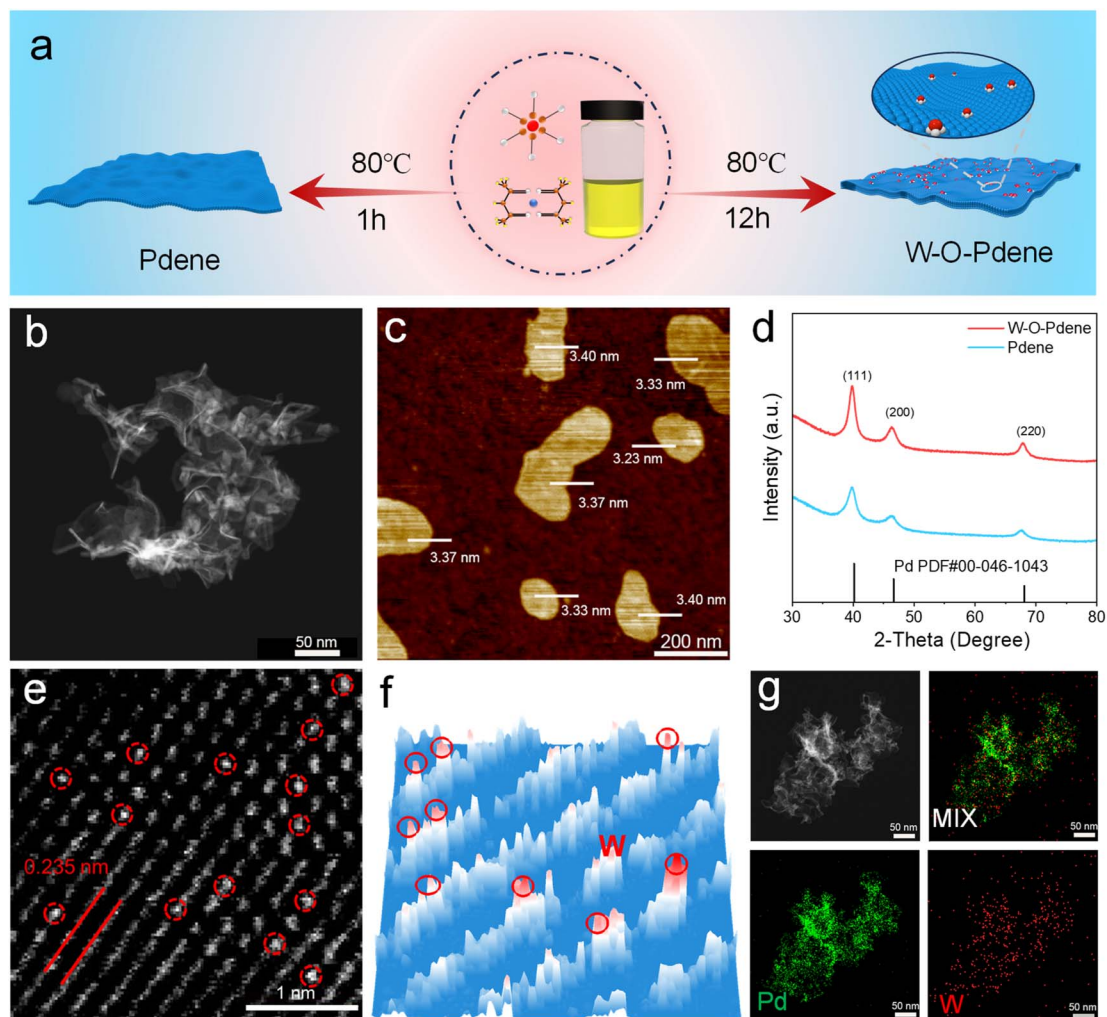 a
80℃
1h
Pdene
80℃
12h
W-O-Pdene
b
50 nm
c
3.40 nm
3.33 nm
3.23 nm
3.37 nm
3.37 nm
3.33 nm
3.40 nm
200 nm
d
W-O-Pdene
Pdene
(111)
(200)
(220)
Pd PDF#00-046-1043
Intensity (a.u.)
30 40 50 60 70 80
2-Theta (Degree)
e
0.235 nm
1 nm
f
W
g
50 nm
MIX
50 nm
Pd
50 nm
W
50 nm